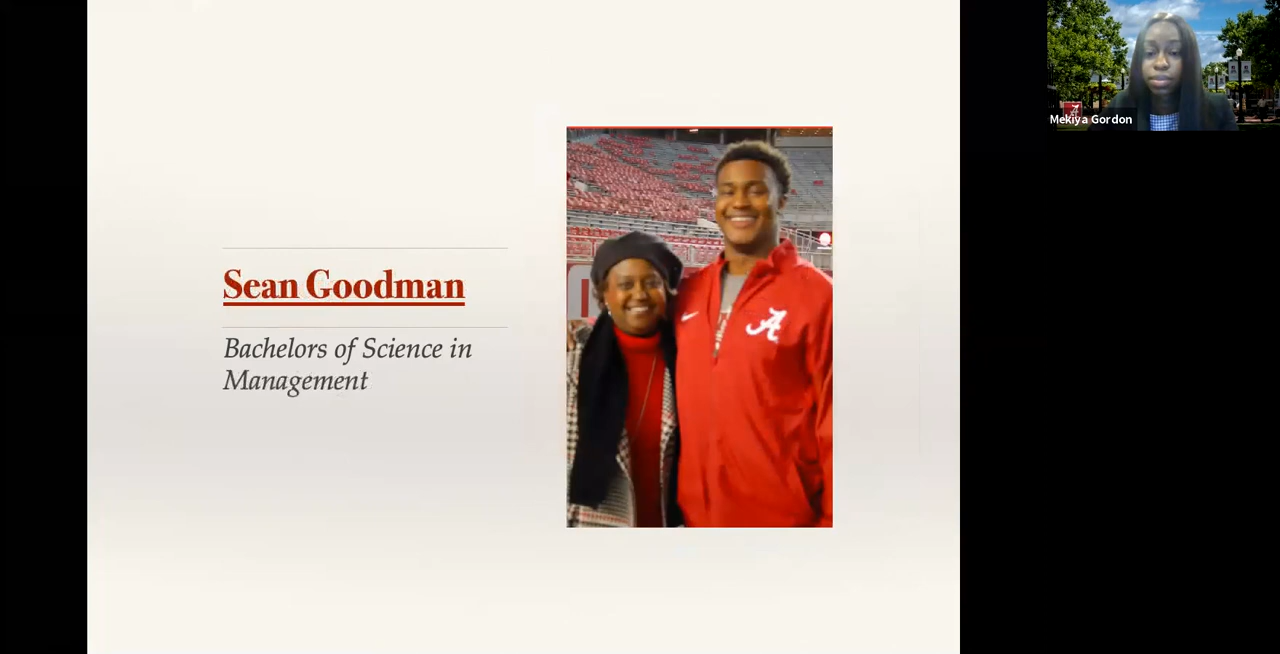 Sean Goodman
Bachelors of Science in
Management
A
A
Mekiya Gordon